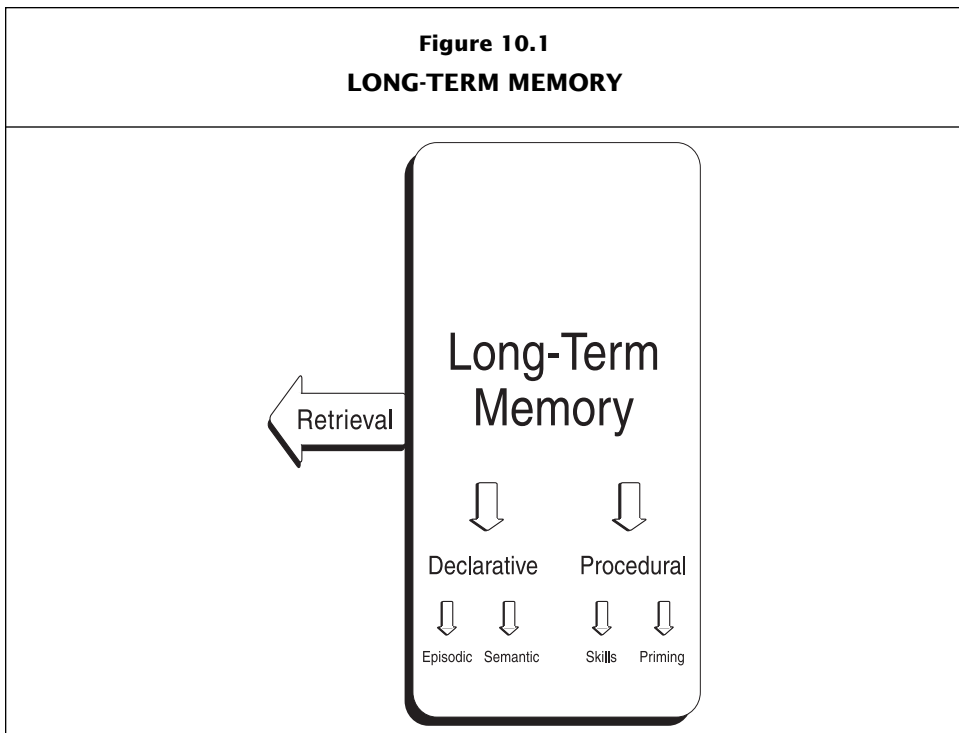 Figure 10.1
LONG-TERM MEMORY
Long-Term
Memory
Retrieval
Declarative Procedural
Episodic Semantic Skills Priming